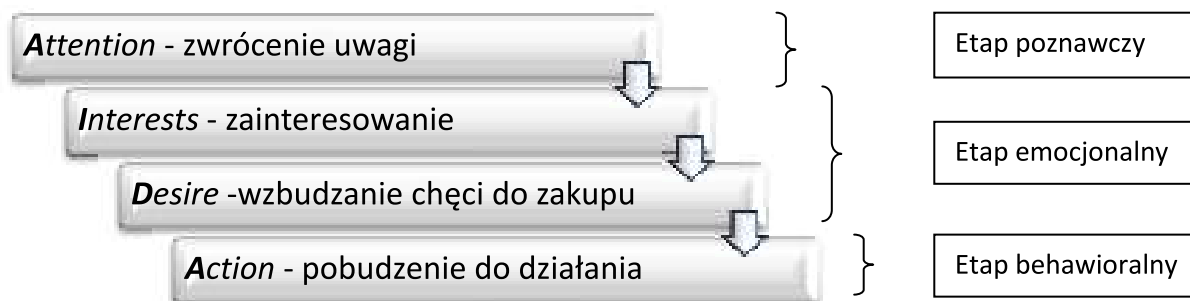 Attention - zwrócenie uwagi
Etap poznawczy
Interests - zainteresowanie
Etap emocjonalny
Desire -wzbudzanie chęci do zakupu
Action - pobudzenie do działania
Etap behawioralny